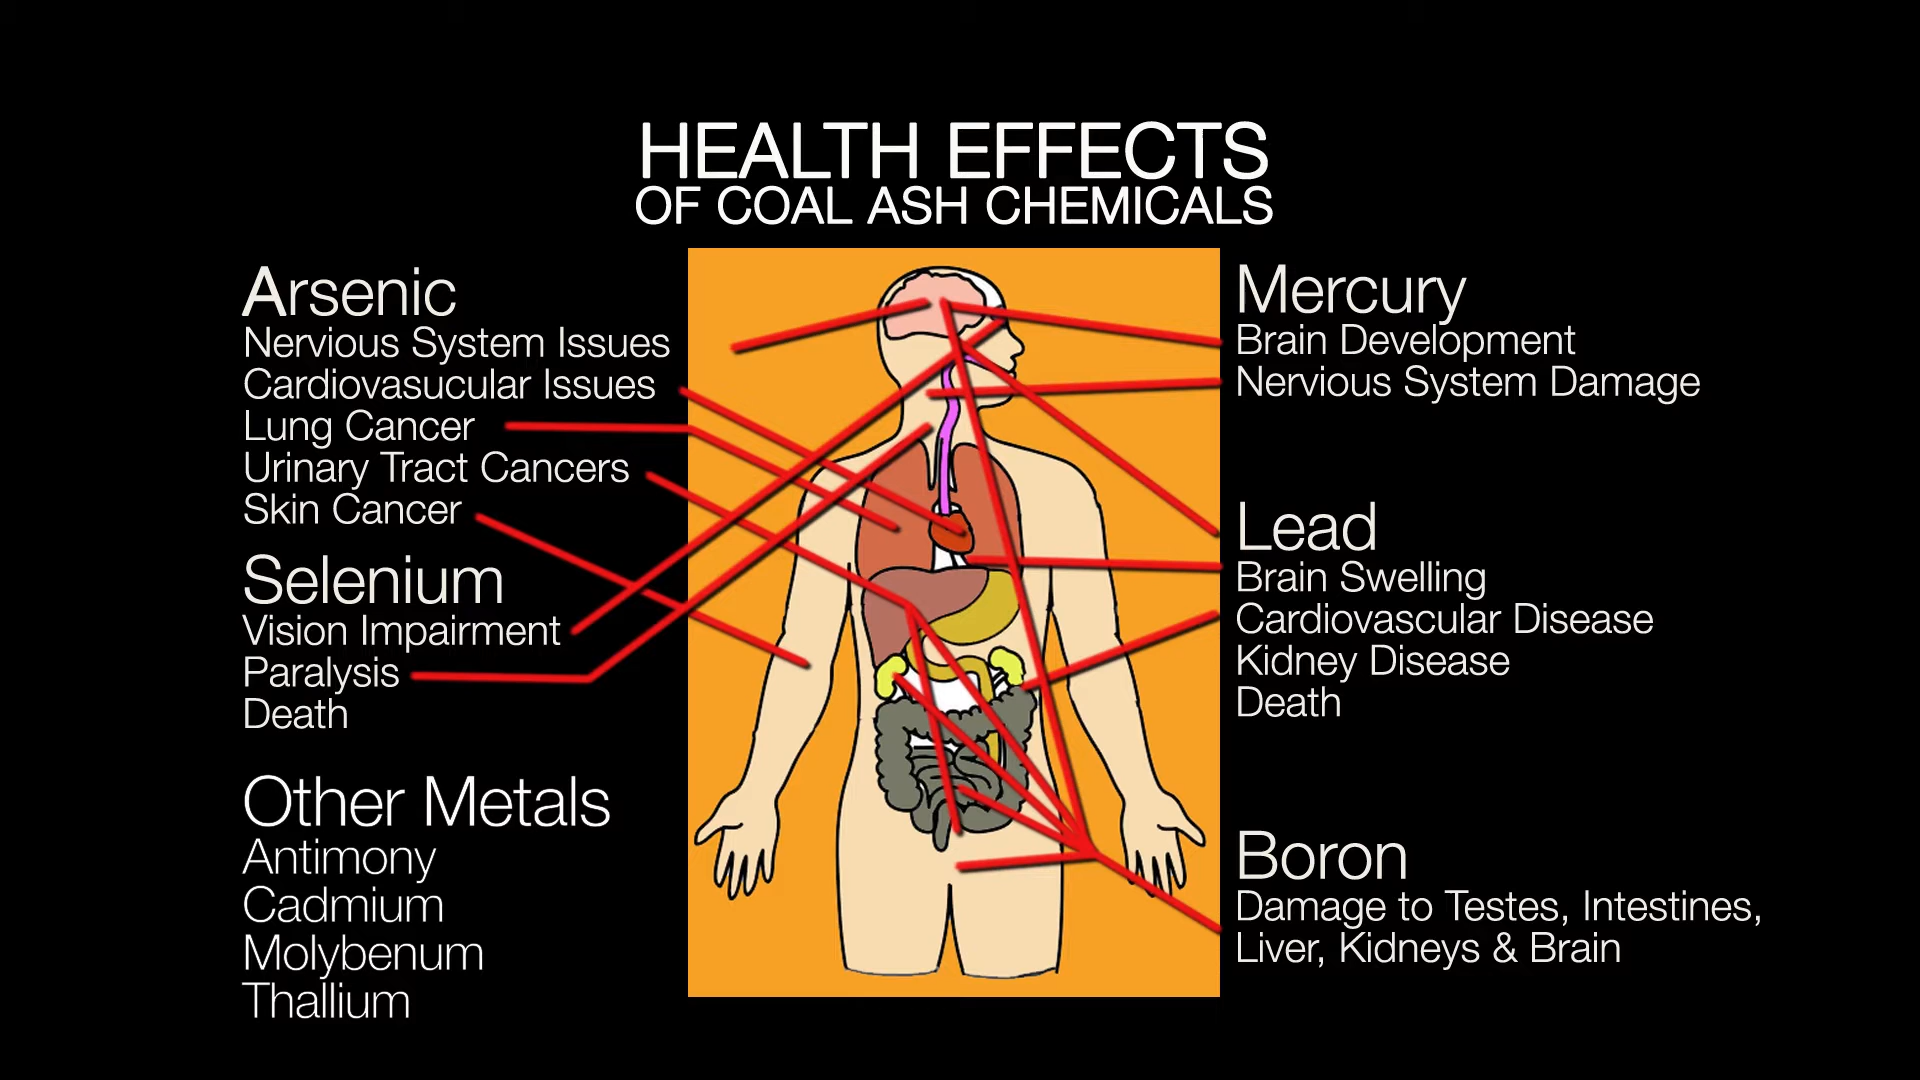 HEALTH EFFECTS
OF COAL ASH CHEMICALS
Arsenic
Nervious System Issues
Cardiovasucular Issues
Lung Cancer
Urinary Tract Cancers
Skin Cancer
Selenium
Vision Impairment
Paralysis
Death
Other Metals
Antimony
Cadmium
Molybenum
Thallium
Mercury
Brain Development
Nervious System Damage
Lead
Brain Swelling
Cardiovascular Disease
Kidney Disease
Death
Boron
Damage to Testes, Intestines,
Liver, Kidneys & Brain